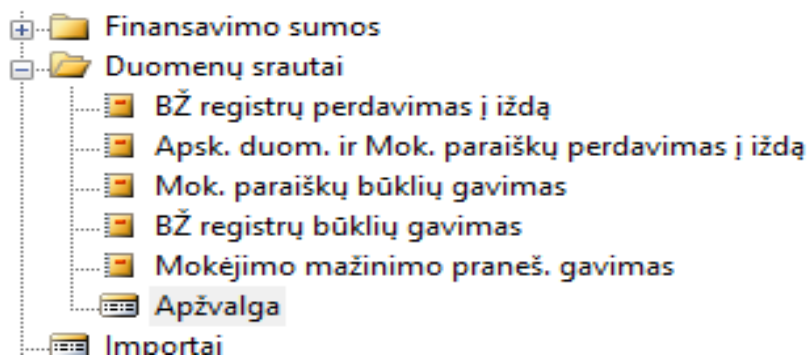 Finansavimo sumos
Duomenų srautai
BŽ registrų perdavimas į iždą
Apsk. duom. ir Mok. paraiškų perdavimas į iždą
Mok. paraiškų būklių gavimas
BŽ registrų būklių gavimas
Mokėjimo mažinimo praneš. gavimas
Apžvalga
Importai